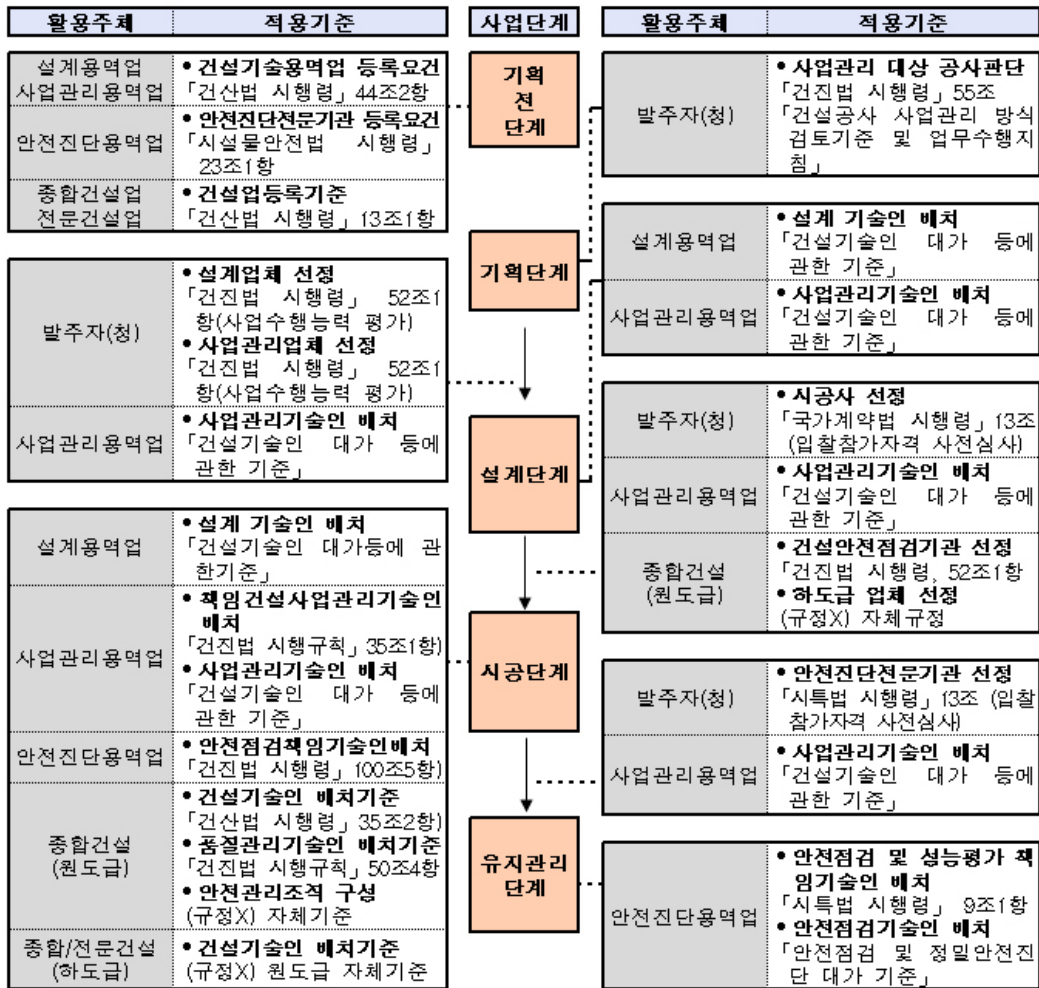 활용주체 적용기준
설계용역업
사업관리용역업
• 건설기술용역업 등록요건
「건산법 시행령」 44조2항
안전진단용역업
• 안전진단전문기관 등록요건
「시설물안전법 시행령」
23조1항
종합건설업
전문건설업
• 건설업등록기준
「건산법 시행령」 13조1항
발주자(청)
• 설계업체 선정
「건진법 시행령」 52조1
항(사업수행능력 평가)
• 사업관리업체 선정
「건진법 시행령」 52조1
항(사업수행능력 평가)
사업관리용역업
• 사업관리기술인 배치
「건설기술인 대가 등에
관한 기준」
설계용역업
• 설계 기술인 배치
「건설기술인 대가등에 관
한기준」
사업관리용역업
• 책임건설사업관리기술인
배치
「건진법 시행규칙」 35조1항)
• 사업관리기술인 배치
「건설기술인 대가 등에
관한 기준」
안전진단용역업
• 안전점검책임기술인배치
「건진법 시행령」 100조5항)
종합건설
(원도급)
• 건설기술인 배치기준
「건산법 시행령」 35조2항)
• 품질관리기술인 배치기준
「건진법 시행규칙」 50조4항
• 안전관리조직 구성
(규정X) 자체기준
종합/전문건설
(하도급)
• 건설기술인 배치기준
(규정X) 원도급 자체기준
사업단계
기획
전
단계
기획단계
설계단계
시공단계
유지관리
단계
활용주체 적용기준
발주자(청)
• 사업관리 대상 공사판단
「건진법 시행령」 55조
「건설공사 사업관리 방식
검토기준 및 업무수행지
침」
설계용역업
• 설계 기술인 배치
「건설기술인 대가 등에
관한 기준」
사업관리용역업
• 사업관리기술인 배치
「건설기술인 대가 등에
관한 기준」
발주자(청)
• 시공사 선정
「국가계약법 시행령」 13조
(입찰참가자격 사전심사)
사업관리용역업
• 사업관리기술인 배치
「건설기술인 대가 등에
관한 기준」
종합건설
(원도급)
• 건설안전점검기관 선정
「건진법 시행령, 52조1항
• 하도급 업체 선정
(규정X) 자체규정
발주자(청)
• 안전진단전문기관 선정
「시특법 시행령」 13조 (입찰
참가자격 사전심사)
사업관리용역업
• 사업관리기술인 배치
「건설기술인 대가 등에
관한 기준」
안전진단용역업
• 안전점검 및 성능평가 책
임기술인 배치
「시특법 시행령」 9조1항
• 안전점검기술인 배치
「안전점검 및 정밀안전진
단 대가 기준」